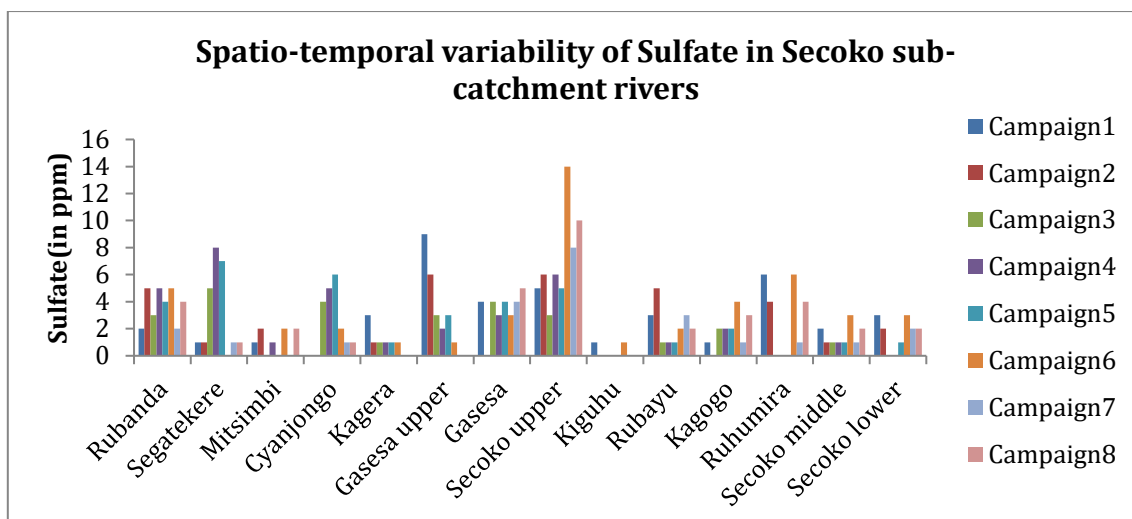 Spatio-temporal variability of Sulfate in Secoko sub-
catchment rivers
Sulfate(in ppm)
16
14
12
10
8
6
4
2
0
Rubanda
Segatekere
Mitsimbi
Cyanjongo
Kagera
Gasesa upper
Gasesa
Secoko upper
Kiguhu
Rubayu
Kagogo
Ruhumira
Secoko middle
Secoko lower
Campaign1
Campaign2
Campaign3
Campaign4
Campaign5
Campaign6
Campaign7
Campaign8